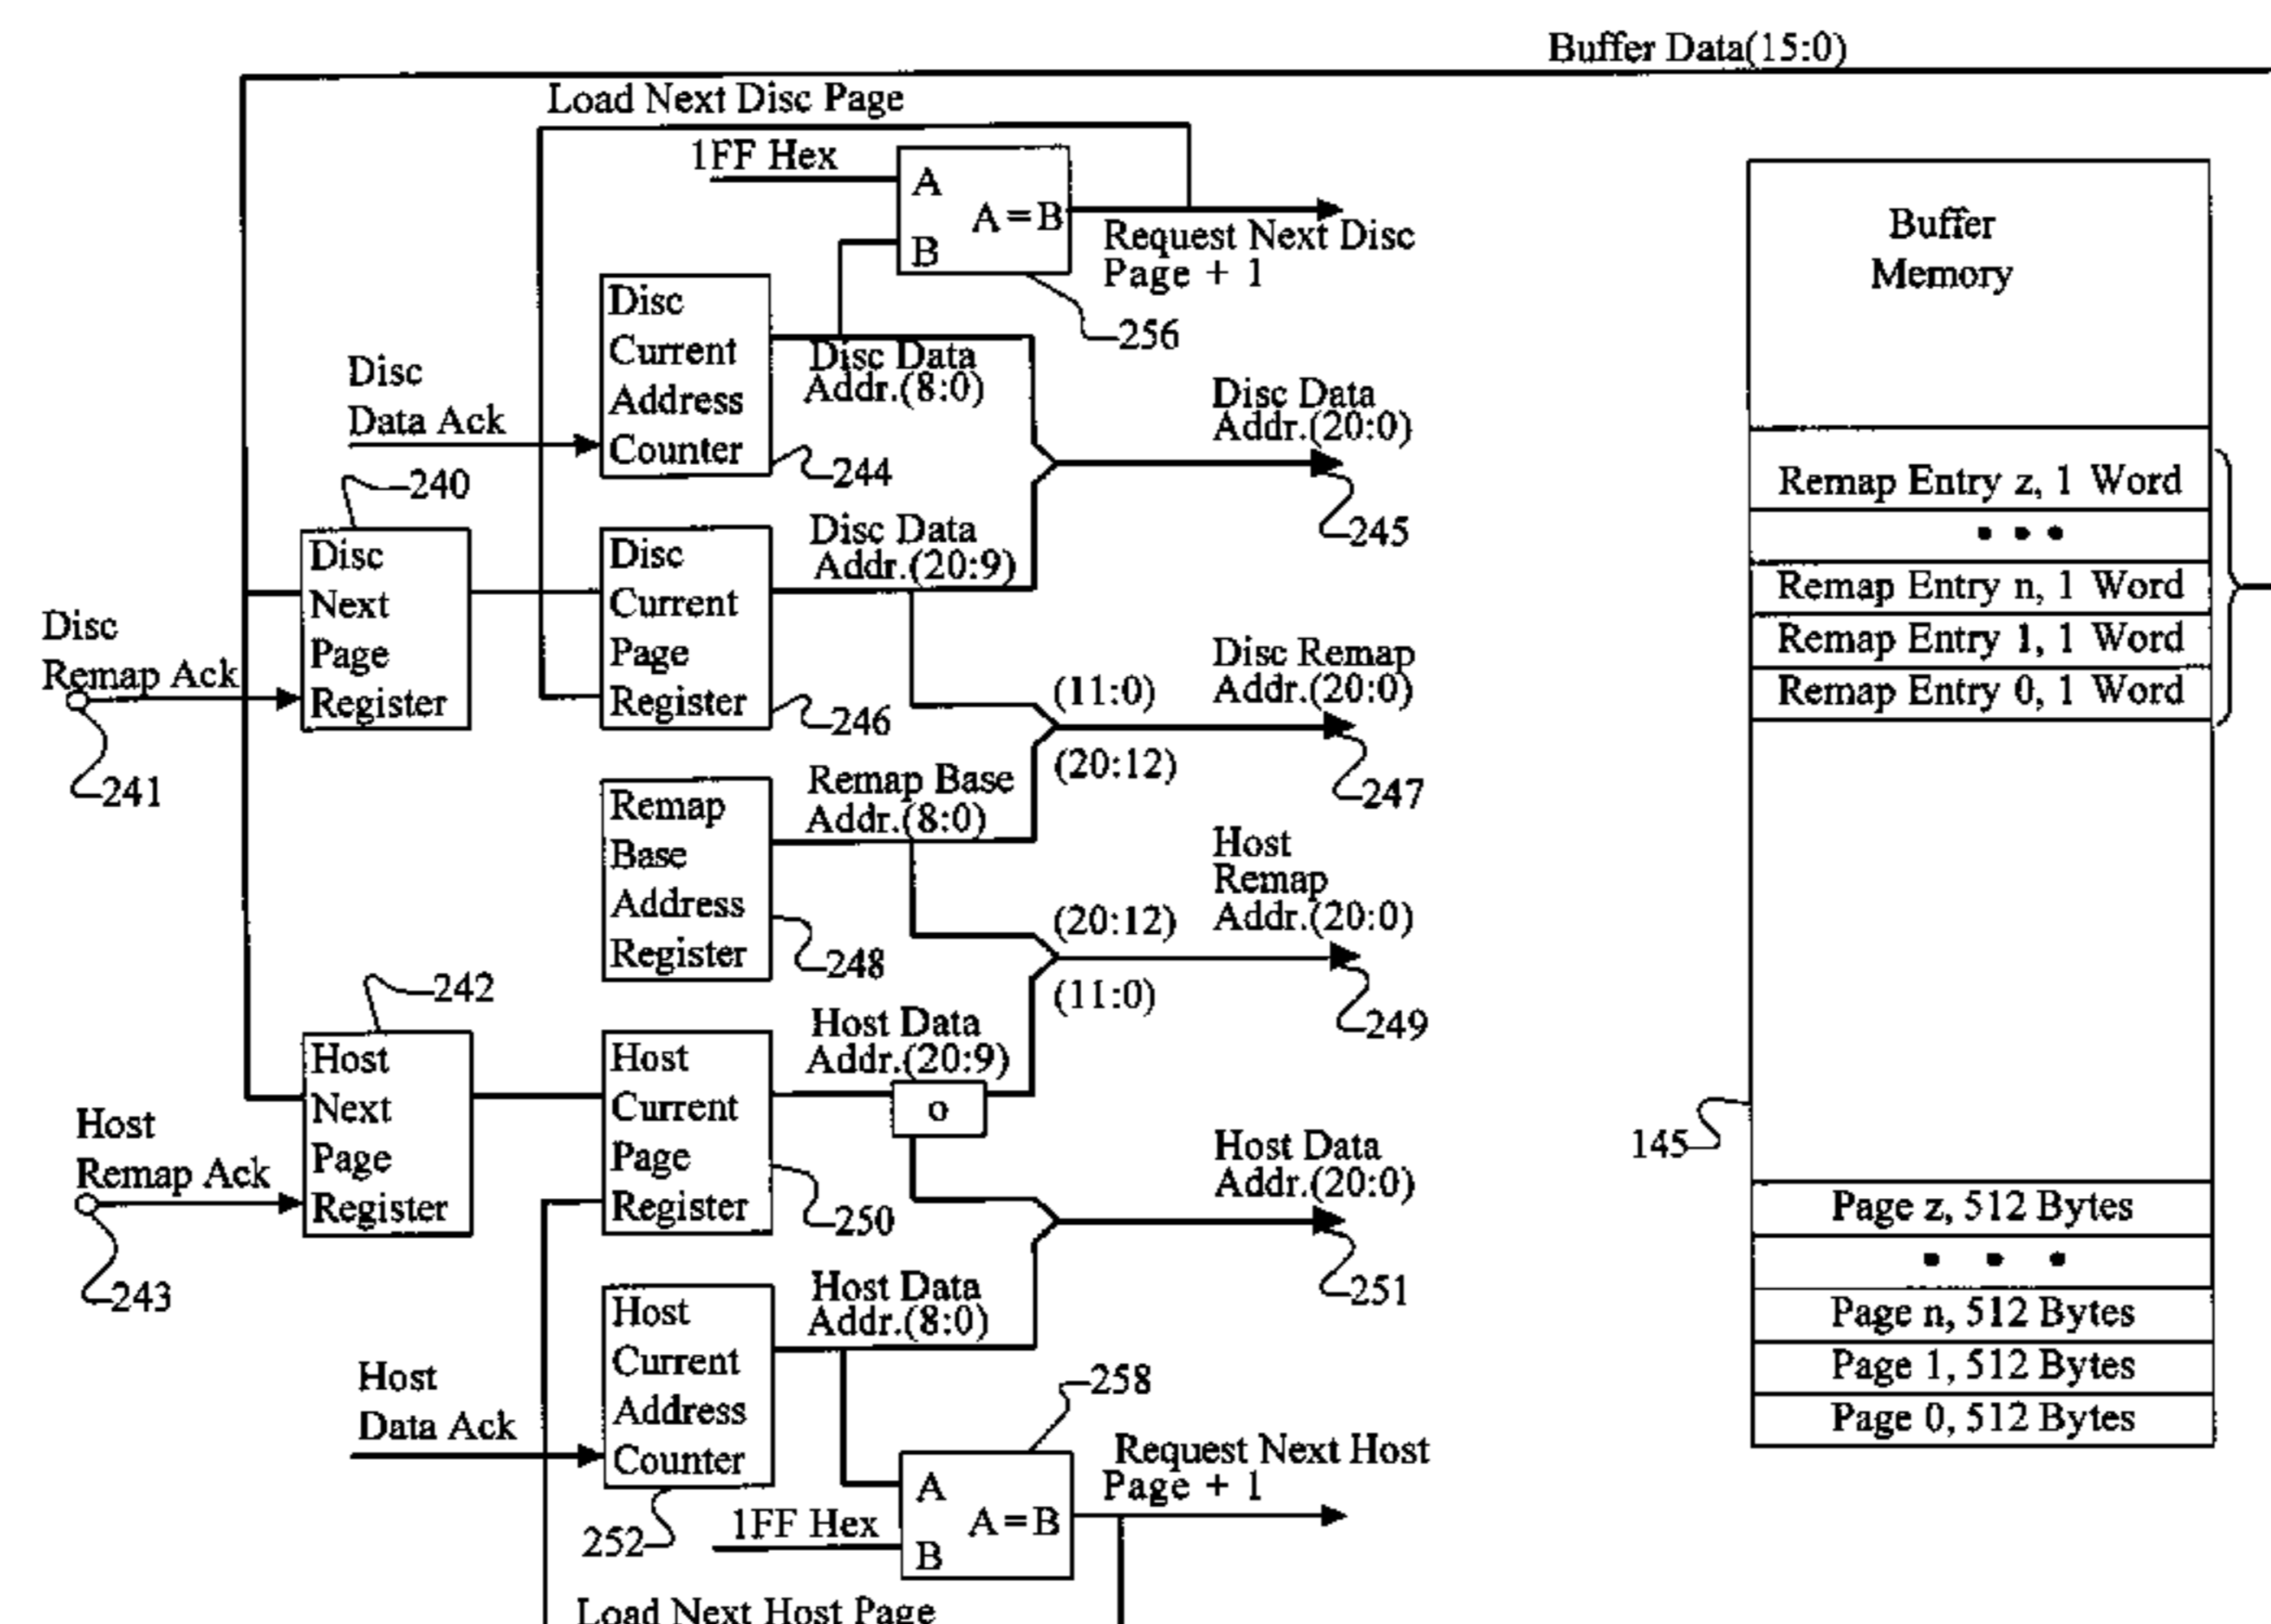 Buffer Data(15:0)
Load Next Disc Page
1FF Hex
A
A = B
B
Request Next Disc
Page + 1
256
Disc
Current
Address
Counter
244
Disc Data
Addr.(8:0)
Disc
Data Ack
Disc Data
Addr.(20:0)
245
240
Disc
Next
Page
Register
Disc
Remap Ack
241
Disc
Current
Page
Register
246
Disc Data
Addr.(20:9)
(11:0)
(20:12)
Disc Remap
Addr.(20:0)
247
Remap
Base
Address
Register
248
Remap Base
Addr.(8:0)
(20:12)
(11:0)
Host
Remap
Addr.(20:0)
249
242
Host
Next
Page
Register
Host
Remap Ack
243
Host
Current
Page
Register
250
Host Data
Addr.(20:9)
o
Host Data
Addr.(20:0)
251
Host
Current
Address
Counter
252
Host Data
Addr.(8:0)
Host
Data Ack
258
A
A = B
B
1FF Hex
Request Next Host
Page + 1
Load Next Host Page
Buffer
Memory
Remap Entry z, 1 Word
• • •
Remap Entry n, 1 Word
Remap Entry 1, 1 Word
Remap Entry 0, 1 Word
145
Page z, 512 Bytes
• • •
Page n, 512 Bytes
Page 1, 512 Bytes
Page 0, 512 Bytes